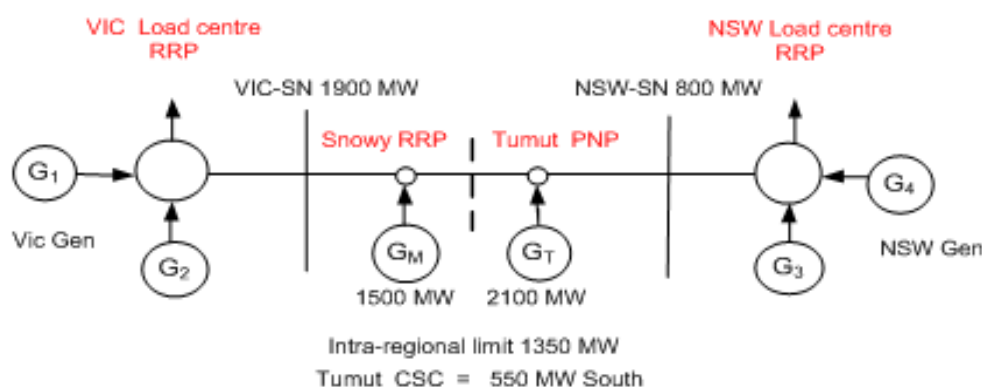 VIC Load centre
RRP
NSW Load centre
RRP
VIC-SN 1900 MW
NSW-SN 800 MW
Snowy RRP
Tumut PNP
G1
G4
Vic Gen
G2
GM
GT
G3
NSW Gen
1500 MW
2100 MW
Intra-regional limit 1350 MW
Tumut CSC = 550 MW South